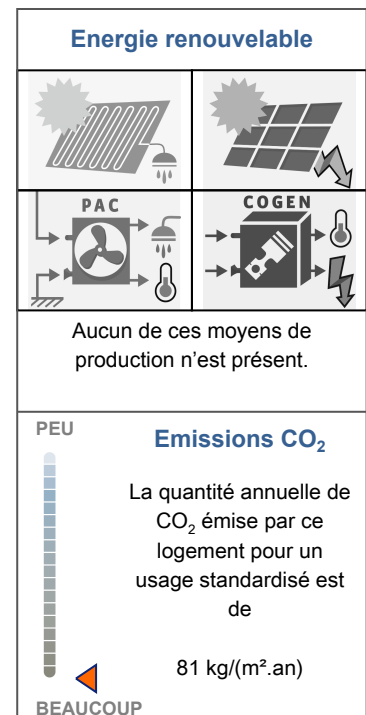 Energie renouvelable
PAC
COGEN
Aucun de ces moyens de
production n'est présent.
PEU
Emissions CO₂
La quantité annuelle de
CO₂ émise par ce
logement pour un
usage standardisé est
de
81 kg/(m².an)
BEAUCOUP